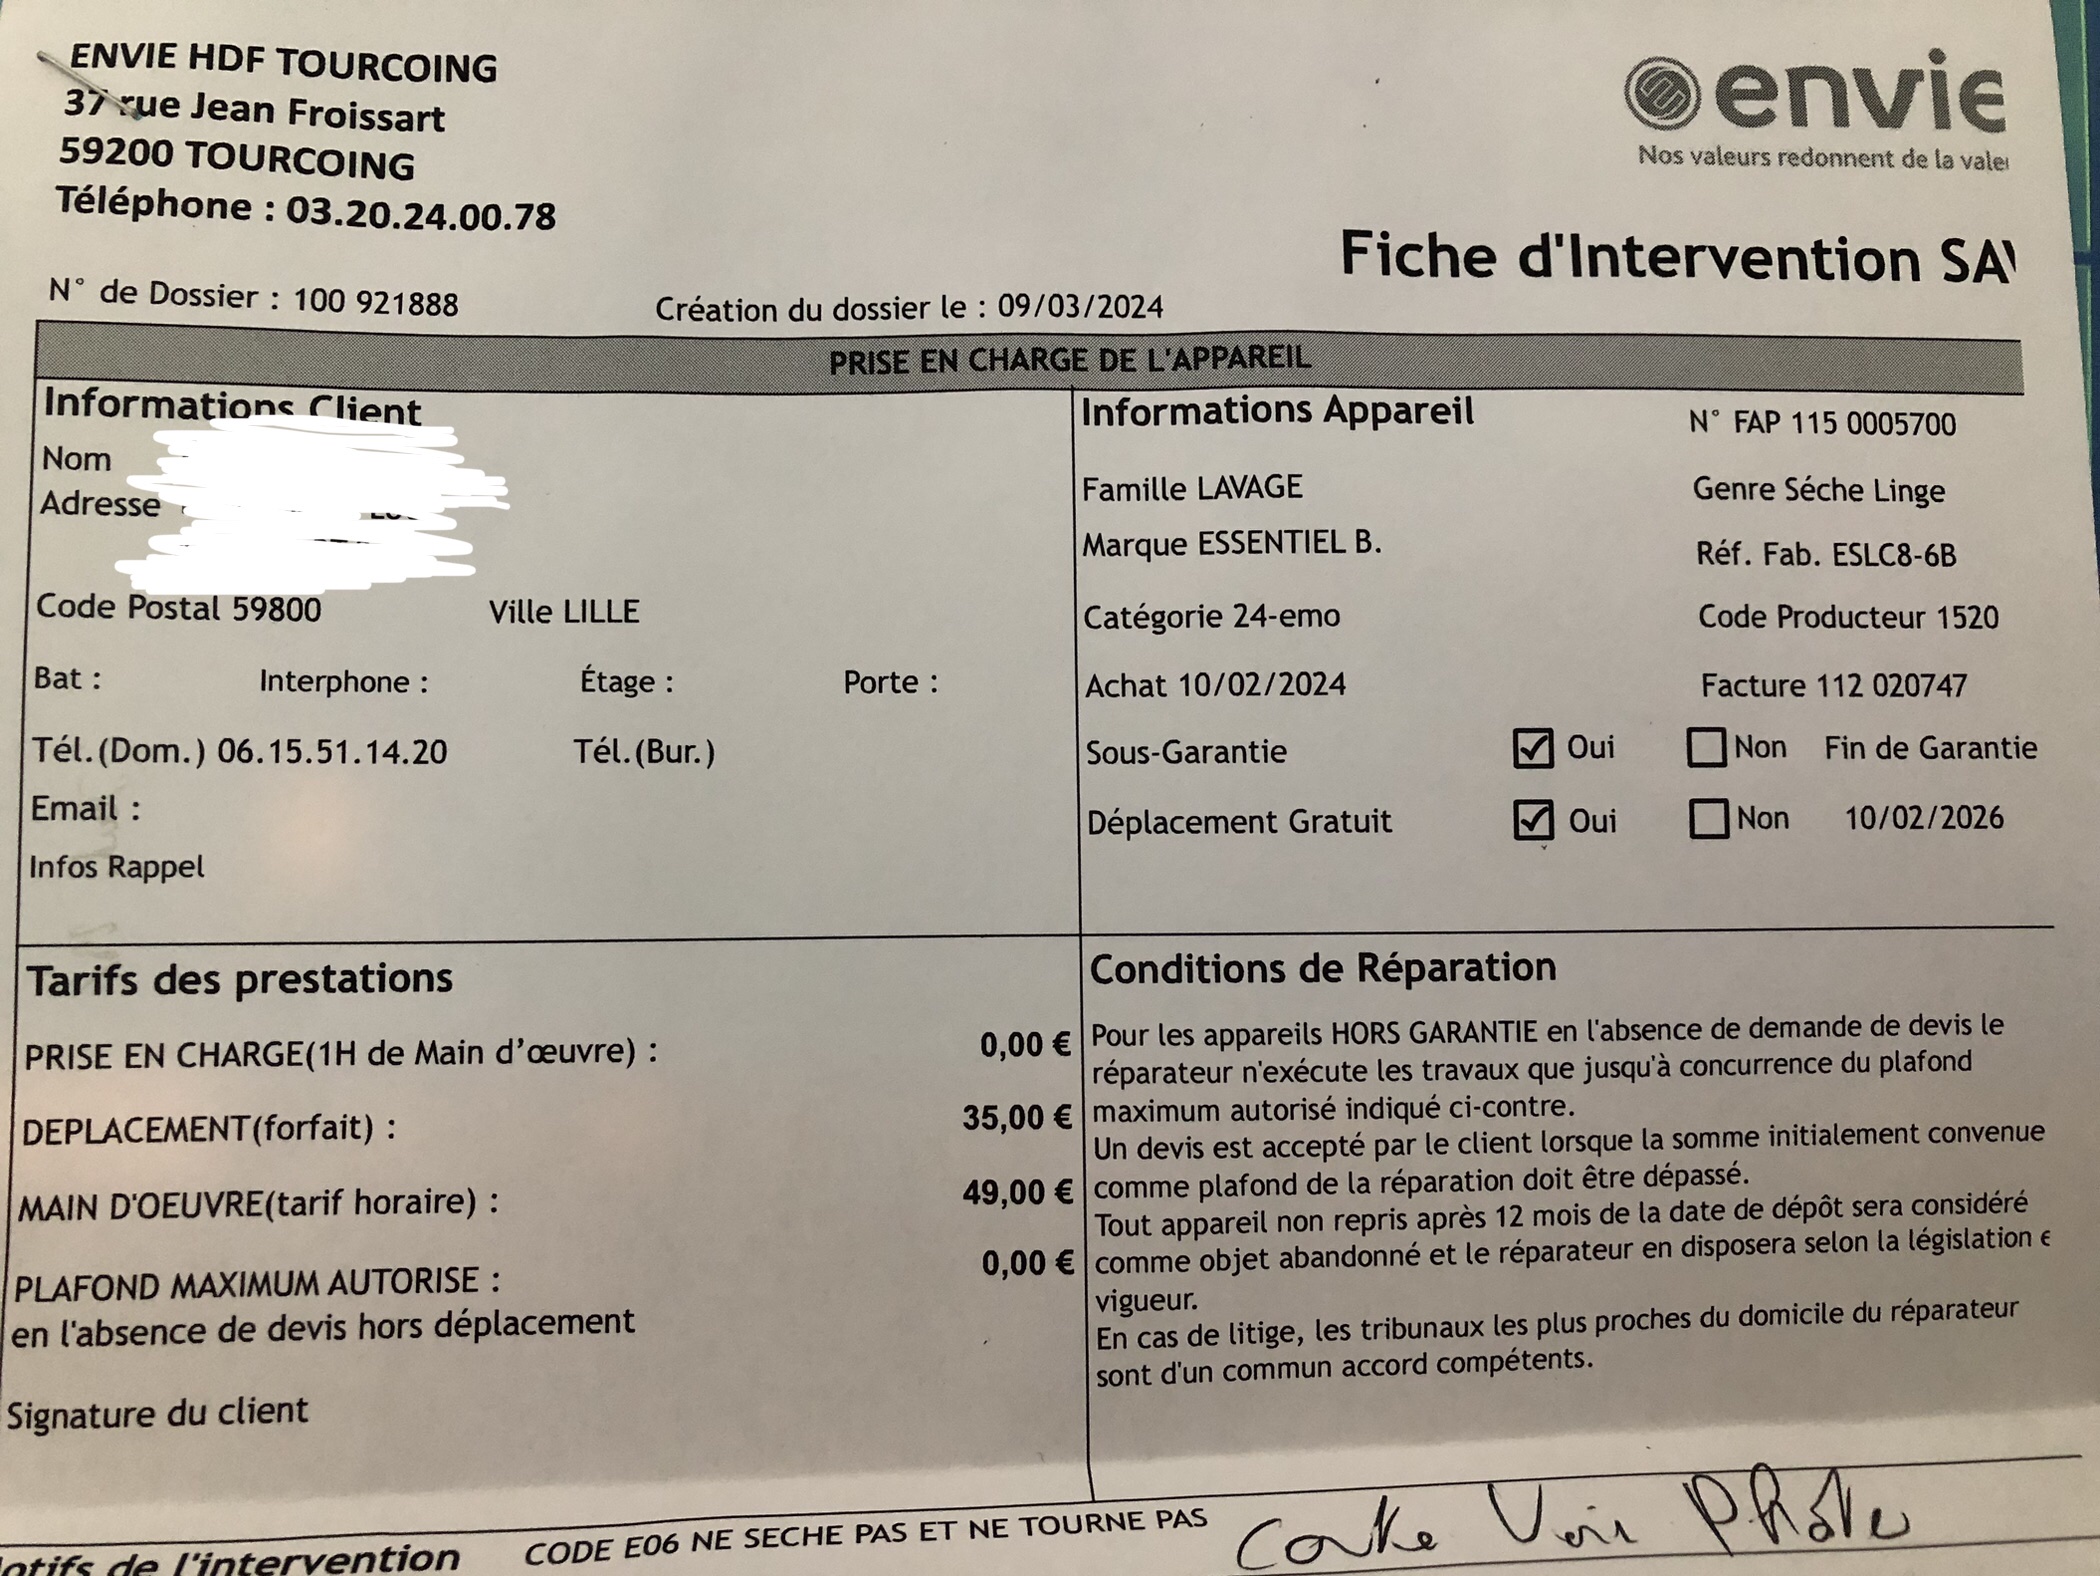 ENVIE HDF TOURCOING
37 rue Jean Froissart
59200 TOURCOING
Téléphone : 03.20.24.00.78
envie
Nos valeurs redonnent de la
Fiche d'Intervention
N° de Dossier : 100 921888
Création du dossier le : 09/03/2024
PRISE EN CHARGE DE L'APPAREIL
Informations Client
Nom
Adresse
Code Postal 59800 Ville LILLE
Bat : Interphone : Étage : Porte :
Tél.(Dom.) 06.15.51.14.20 Tél.(Bur.)
Email :
Infos Rappel
Informations Appareil N° FAP 115 0005700
Famille LAVAGE Genre Séche Linge
Marque ESSENTIEL B. Réf. Fab. ESLC8-6B
Catégorie 24-emo Code Producteur 1520
Achat 10/02/2024 Facture 112 020747
Sous-Garantie Oui Non Fin de Garantie
Déplacement Gratuit Oui Non 10/02/2026
Tarifs des prestations
PRISE EN CHARGE(1H de Main d'œuvre) : 0,00 €
DEPLACEMENT(forfait) : 35,00 €
MAIN D'OEUVRE(tarif horaire) : 49,00 €
PLAFOND MAXIMUM AUTORISE : 0,00 €
en l'absence de devis hors déplacement
Signature du client
Conditions de Réparation
Pour les appareils HORS GARANTIE en l'absence de demande de devis le
réparateur n'exécute les travaux que jusqu'à concurrence du plafond
maximum autorisé indiqué ci-contre.
Un devis est accepté par le client lorsque la somme initialement convenue
comme plafond de la réparation doit être dépassé.
Tout appareil non repris après 12 mois de la date de dépôt sera considéré
comme objet abandonné et le réparateur en disposera selon la législation
vigueur.
En cas de litige, les tribunaux les plus proches du domicile du réparateur
sont d'un commun accord compétents.
de l'intervention CODE E06 NE SECHE PAS ET NE TOURNE PAS
Voir